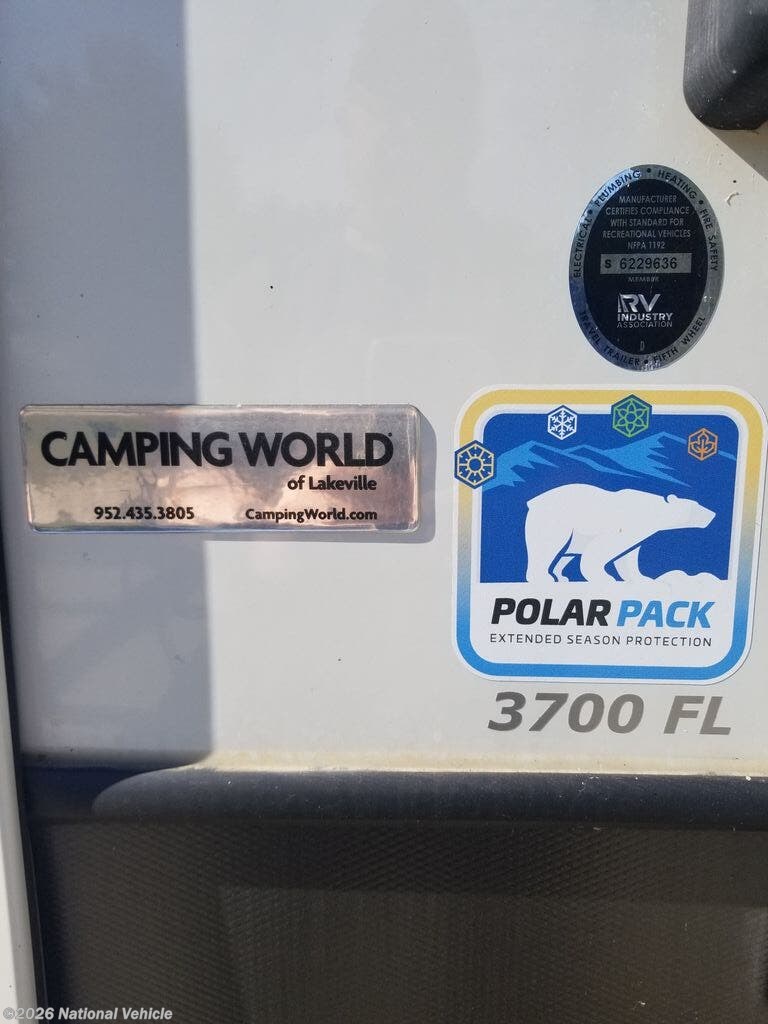 ELECTRICAL • PLUMBING • HEATING • FIRE SAFETY
MANUFACTURER
CERTIFIES COMPLIANCE
WITH STANDARD FOR
RECREATIONAL VEHICLES
NFPA 1192
S 6229636
MEMBER
RV
INDUSTRY
ASSOCIATION
D
TRAVEL TRAILER • FIFTH WHEEL
CAMPING WORLD
of Lakeville
952.435.3805 CampingWorld.com
POLAR PACK
EXTENDED SEASON PROTECTION
3700 FL
©2026 National Vehicle